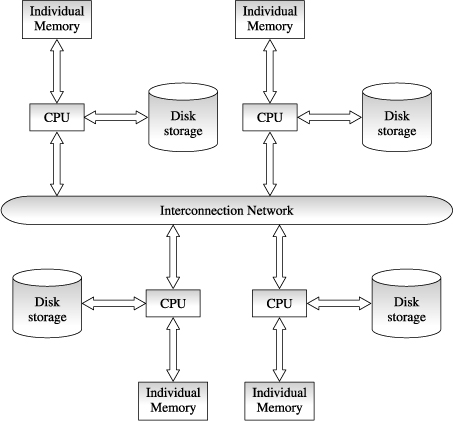 Individual
Memory
Individual
Memory
CPU
Disk
storage
CPU
Disk
storage
Interconnection Network
Disk
storage
CPU
CPU
Disk
storage
Individual
Memory
Individual
Memory